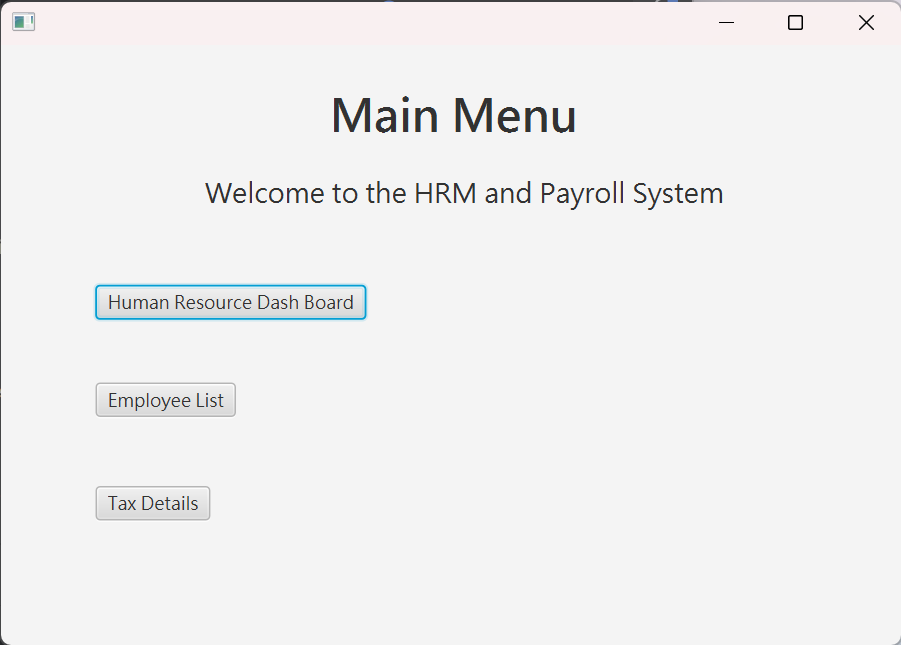 Main Menu
Welcome to the HRM and Payroll System
Human Resource Dash Board
Employee List
Tax Details